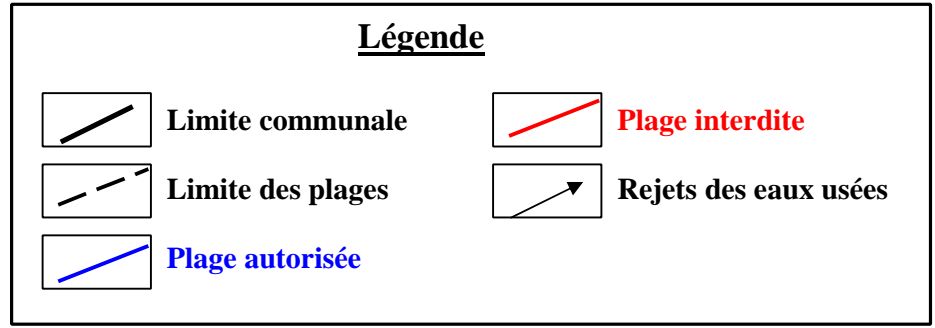 Légende
Limite communale
Plage interdite
Limite des plages
Rejets des eaux usées
Plage autorisée